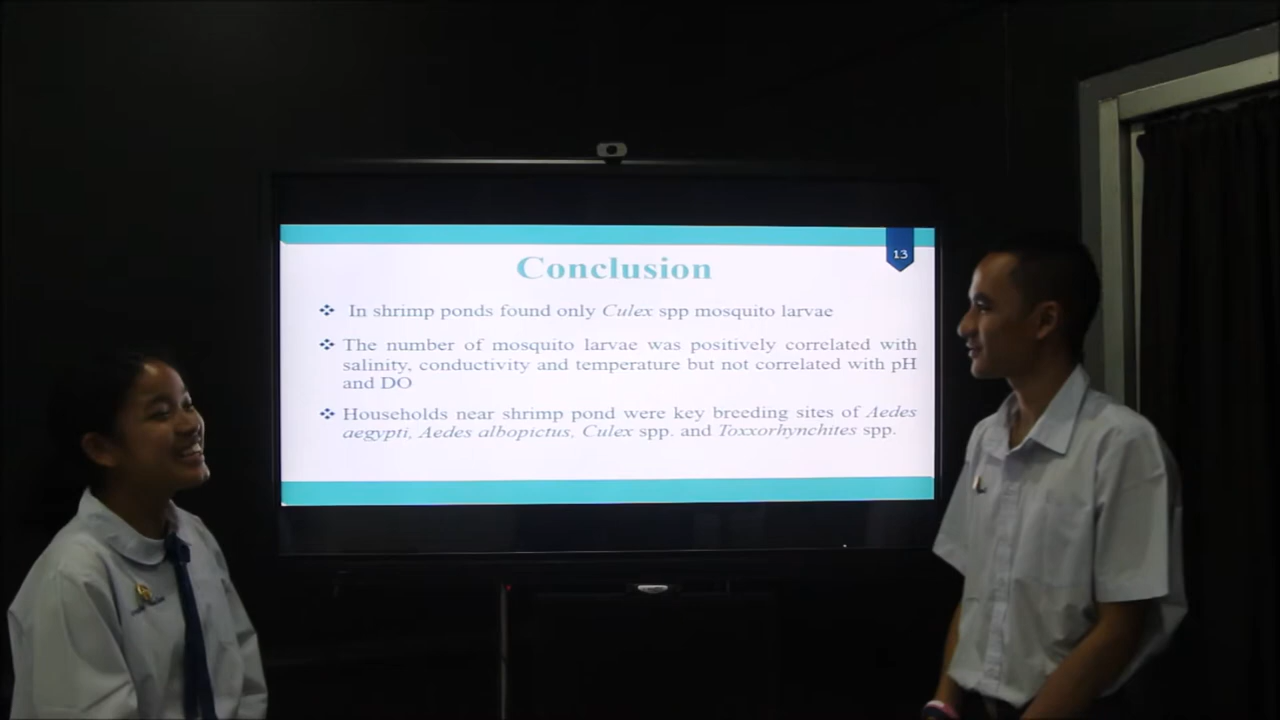 13
Conclusion
❖ In shrimp ponds found only Culex spp mosquito larvae
❖ The number of mosquito larvae was positively correlated with
salinity, conductivity and temperature but not correlated with pH
and DO
❖ Households near shrimp pond were key breeding sites of Aedes
aegypti, Aedes albopictus, Culex spp. and Toxxorhynchites spp.